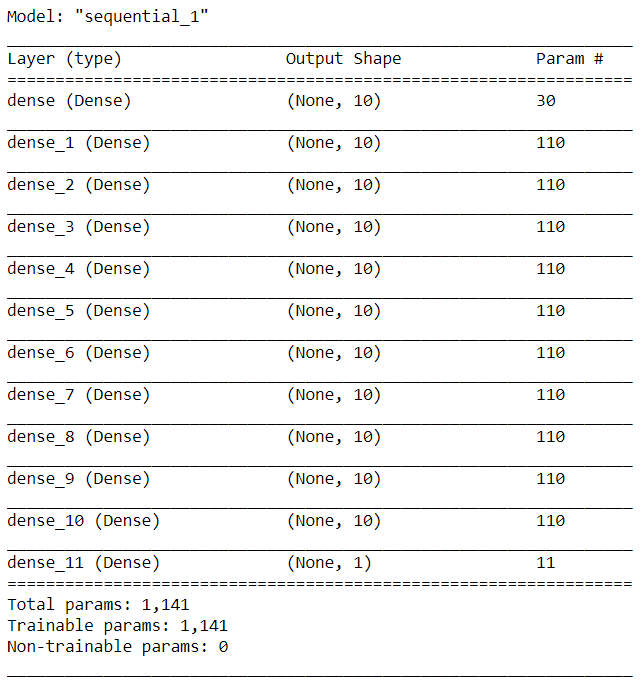 Model: "sequential_1"
Layer (type) Output Shape Param #
dense (Dense) (None, 10) 30
dense_1 (Dense) (None, 10) 110
dense_2 (Dense) (None, 10) 110
dense_3 (Dense) (None, 10) 110
dense_4 (Dense) (None, 10) 110
dense_5 (Dense) (None, 10) 110
dense_6 (Dense) (None, 10) 110
dense_7 (Dense) (None, 10) 110
dense_8 (Dense) (None, 10) 110
dense_9 (Dense) (None, 10) 110
dense_10 (Dense) (None, 10) 110
dense_11 (Dense) (None, 1) 11
Total params: 1,141
Trainable params: 1,141
Non-trainable params: 0